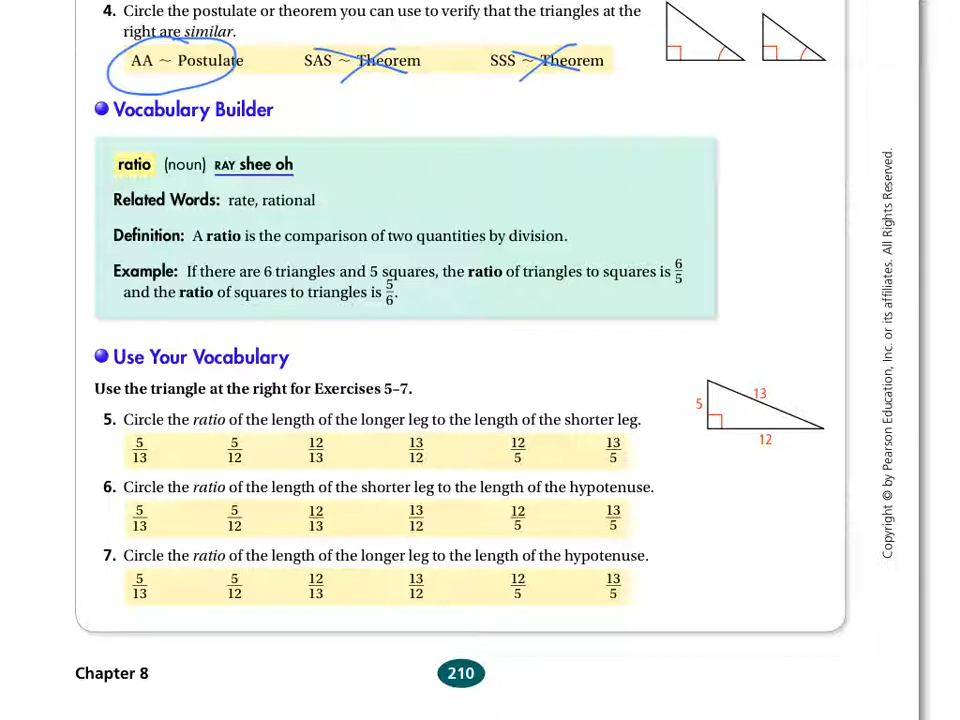 4. Circle the postulate or theorem you can use to verify that the triangles at the
right are similar.
AA ~ Postulate SAS ~ Theorem SSS ~ Theorem
Vocabulary Builder
ratio (noun) RAY shee oh
Related Words: rate, rational
Definition: A ratio is the comparison of two quantities by division.
Example: If there are 6 triangles and 5 squares, the ratio of triangles to squares is 6/5
and the ratio of squares to triangles is 5/6.
Use Your Vocabulary
Use the triangle at the right for Exercises 5–7.
5
13
12
5. Circle the ratio of the length of the longer leg to the length of the shorter leg.
5/13 5/12 12/13 13/12 12/5 13/5
6. Circle the ratio of the length of the shorter leg to the length of the hypotenuse.
5/13 5/12 12/13 13/12 12/5 13/5
7. Circle the ratio of the length of the longer leg to the length of the hypotenuse.
5/13 5/12 12/13 13/12 12/5 13/5
Chapter 8
210
Copyright © by Pearson Education, Inc. or its affiliates. All Rights Reserved.